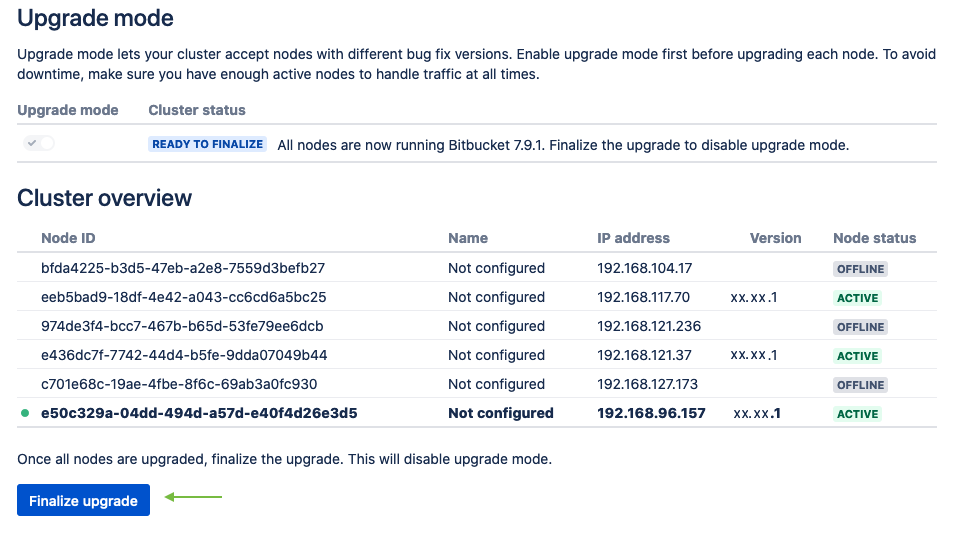 Upgrade mode
Upgrade mode lets your cluster accept nodes with different bug fix versions. Enable upgrade mode first before upgrading each node. To avoid
downtime, make sure you have enough active nodes to handle traffic at all times.
Upgrade mode Cluster status
READY TO FINALIZE All nodes are now running Bitbucket 7.9.1. Finalize the upgrade to disable upgrade mode.
Cluster overview
Node ID Name IP address Version Node status
bfda4225-b3d5-47eb-a2e8-7559d3befb27 Not configured 192.168.104.17 OFFLINE
eeb5bad9-18df-4e42-a043-cc6cd6a5bc25 Not configured 192.168.117.70 xx.xx.1 ACTIVE
974de3f4-bcc7-467b-b65d-53fe79ee6dcb Not configured 192.168.121.236 OFFLINE
e436dc7f-7742-44d4-b5fe-9dda07049b44 Not configured 192.168.121.37 xx.xx.1 ACTIVE
c701e68c-19ae-4fbe-8f6c-69ab3a0fc930 Not configured 192.168.127.173 OFFLINE
e50c329a-04dd-494d-a57d-e40f4d26e3d5 Not configured 192.168.96.157 xx.xx.1 ACTIVE
Once all nodes are upgraded, finalize the upgrade. This will disable upgrade mode.
Finalize upgrade